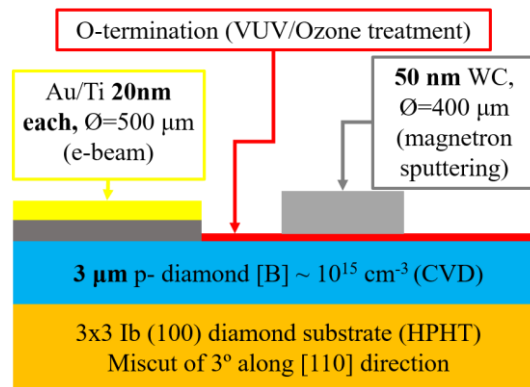 O-termination (VUV/Ozone treatment)
Au/Ti 20nm
each, Ø=500 μm
(e-beam)
50 nm WC,
Ø=400 μm
(magnetron
sputtering)
3 μm p- diamond [B] ~ 10¹⁵ cm⁻³ (CVD)
3x3 Ib (100) diamond substrate (HPHT)
Miscut of 3º along [110] direction